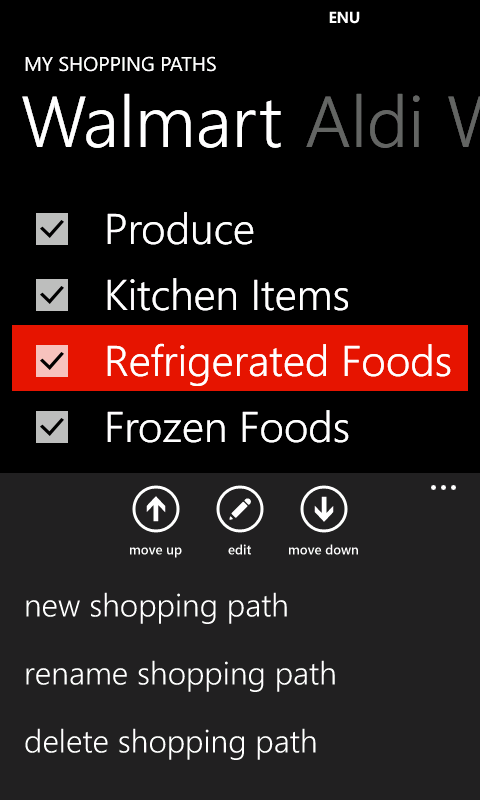 ENU
MY SHOPPING PATHS
Walmart Aldi
Produce
Kitchen Items
Refrigerated Foods
Frozen Foods
move up edit move down
new shopping path
rename shopping path
delete shopping path